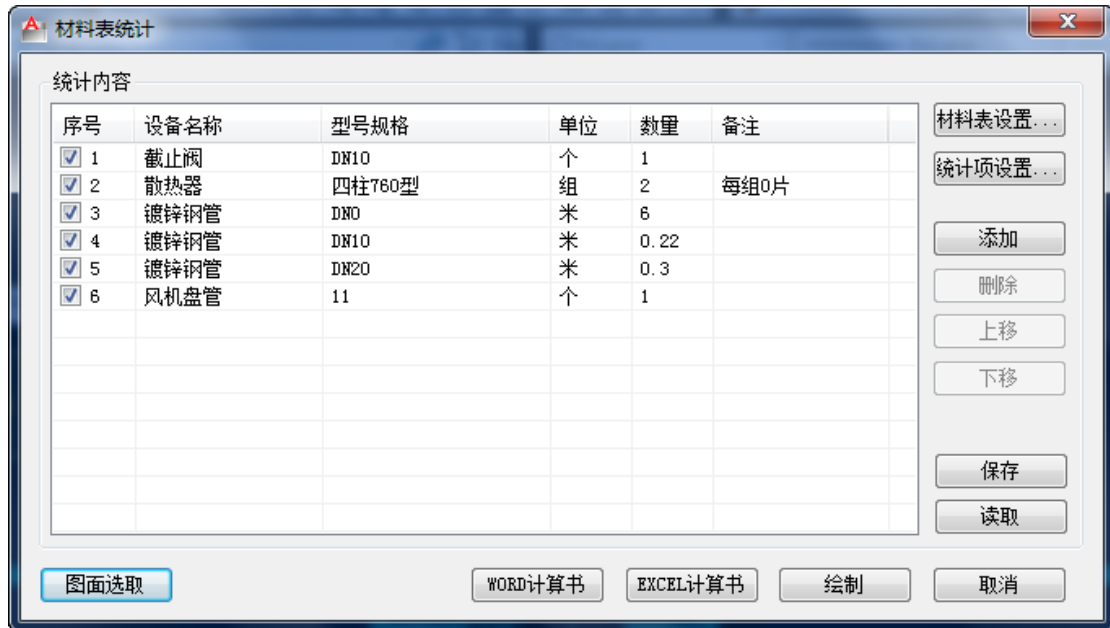 材料表统计
统计内容
序号 设备名称 型号规格 单位 数量 备注
1 截止阀 DN10 个 1
2 散热器 四柱760型 组 2 每组0片
3 镀锌钢管 DN0 米 6
4 镀锌钢管 DN10 米 0.22
5 镀锌钢管 DN20 米 0.3
6 风机盘管 11 个 1
材料表设置...
统计项设置...
添加
删除
上移
下移
保存
读取
图面选取 WORD计算书 EXCEL计算书 绘制 取消